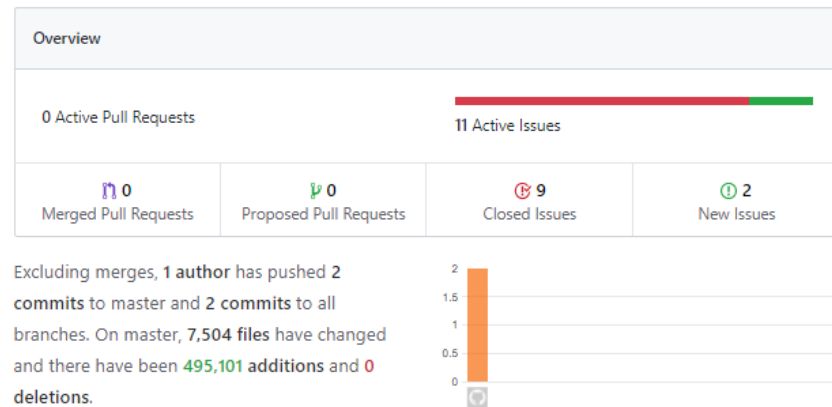 Overview
0 Active Pull Requests
11 Active Issues
0
Merged Pull Requests
0
Proposed Pull Requests
9
Closed Issues
2
New Issues
Excluding merges, 1 author has pushed 2
commits to master and 2 commits to all
branches. On master, 7,504 files have changed
and there have been 495,101 additions and 0
deletions.
2
1.5
1
0.5
0